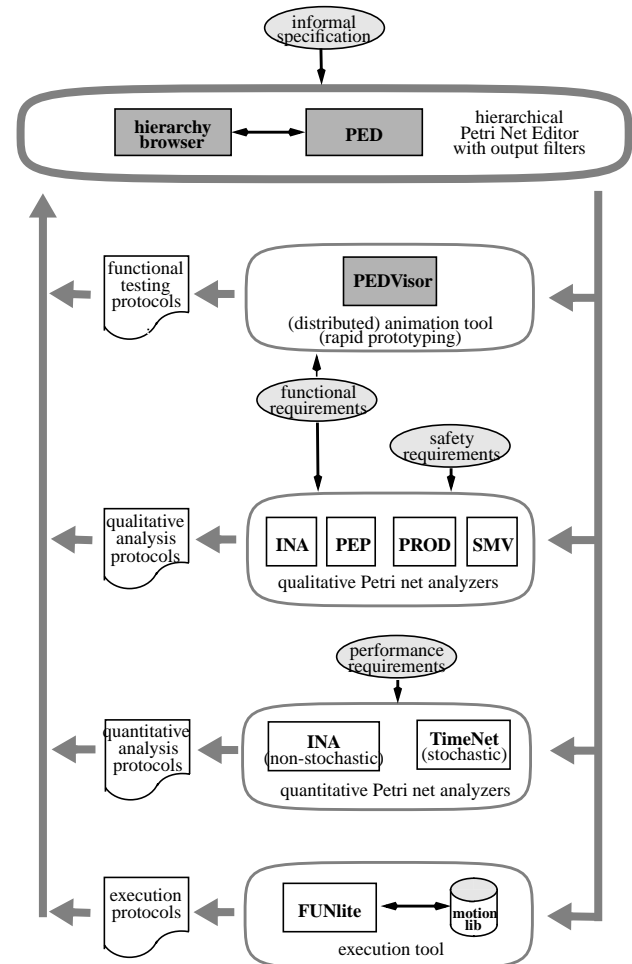 informal
specification
hierarchy
browser
PED
hierarchical
Petri Net Editor
with output filters
functional
testing
protocols
PEDVisor
(distributed) animation tool
(rapid prototyping)
functional
requirements
safety
requirements
qualitative
analysis
protocols
INA
PEP
PROD
SMV
qualitative Petri net analyzers
performance
requirements
quantitative
analysis
protocols
INA
(non-stochastic)
TimeNet
(stochastic)
quantitative Petri net analyzers
execution
protocols
FUNlite
motion
lib
execution tool